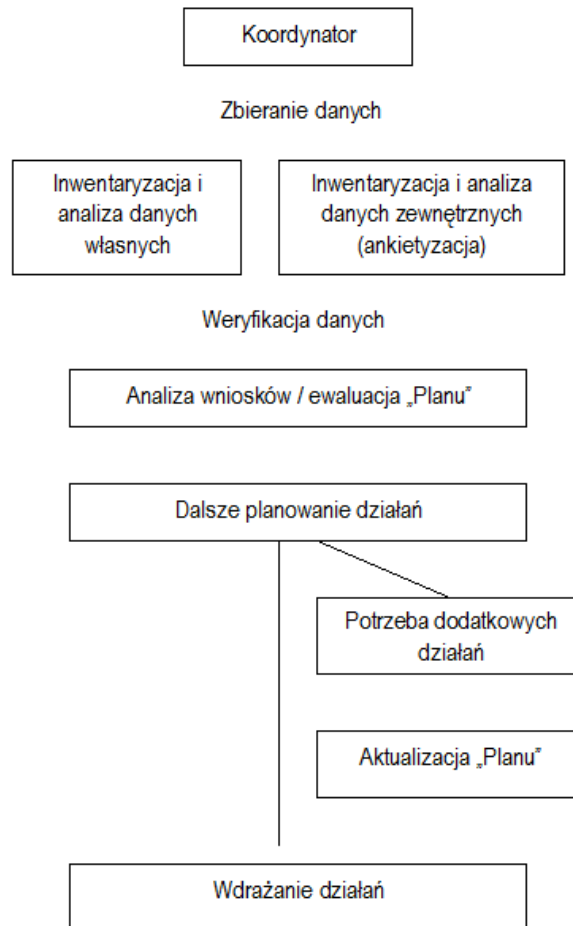 Koordynator
Zbieranie danych
Inwentaryzacja i
analiza danych
własnych
Inwentaryzacja i analiza
danych zewnętrznych
(ankietyzacja)
Weryfikacja danych
Analiza wniosków / ewaluacja „Planu”
Dalsze planowanie działań
Potrzeba dodatkowych
działań
Aktualizacja „Planu”
Wdrażanie działań